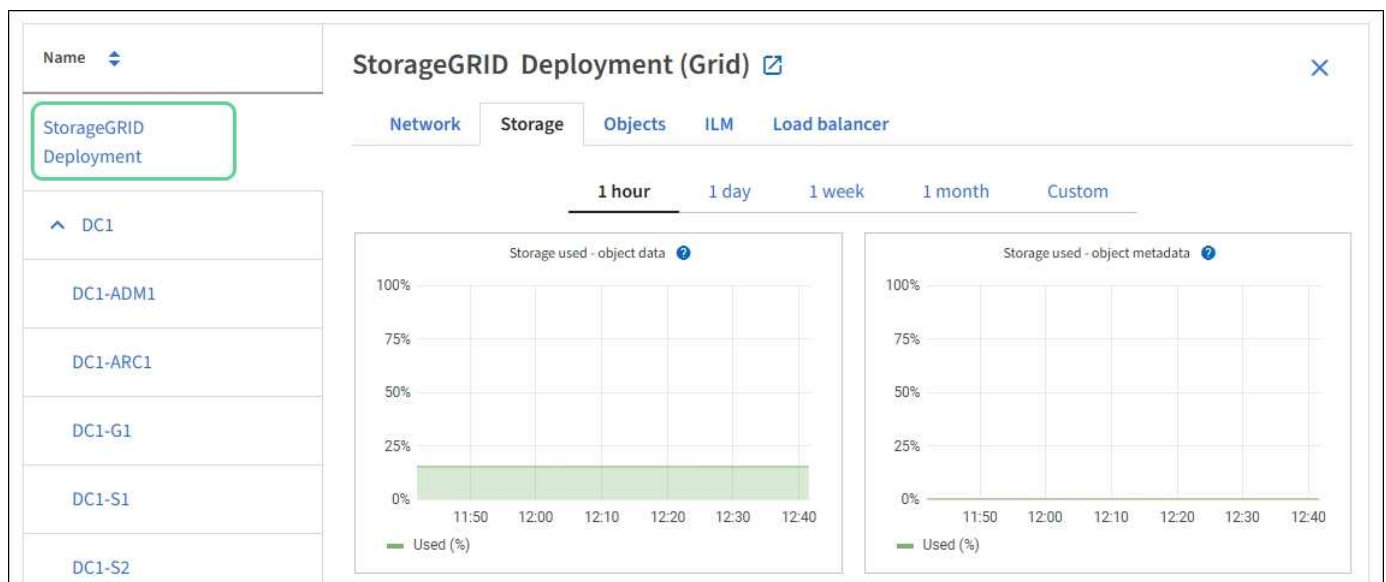 Name
StorageGRID
Deployment
DC1
DC1-ADM1
DC1-ARC1
DC1-G1
DC1-S1
DC1-S2
StorageGRID Deployment (Grid)
Network Storage Objects ILM Load balancer
1 hour 1 day 1 week 1 month Custom
Storage used - object data ?
100%
75%
50%
25%
0%
11:50 12:00 12:10 12:20 12:30 12:40
Used (%)
Storage used - object metadata ?
100%
75%
50%
25%
0%
11:50 12:00 12:10 12:20 12:30 12:40
Used (%)